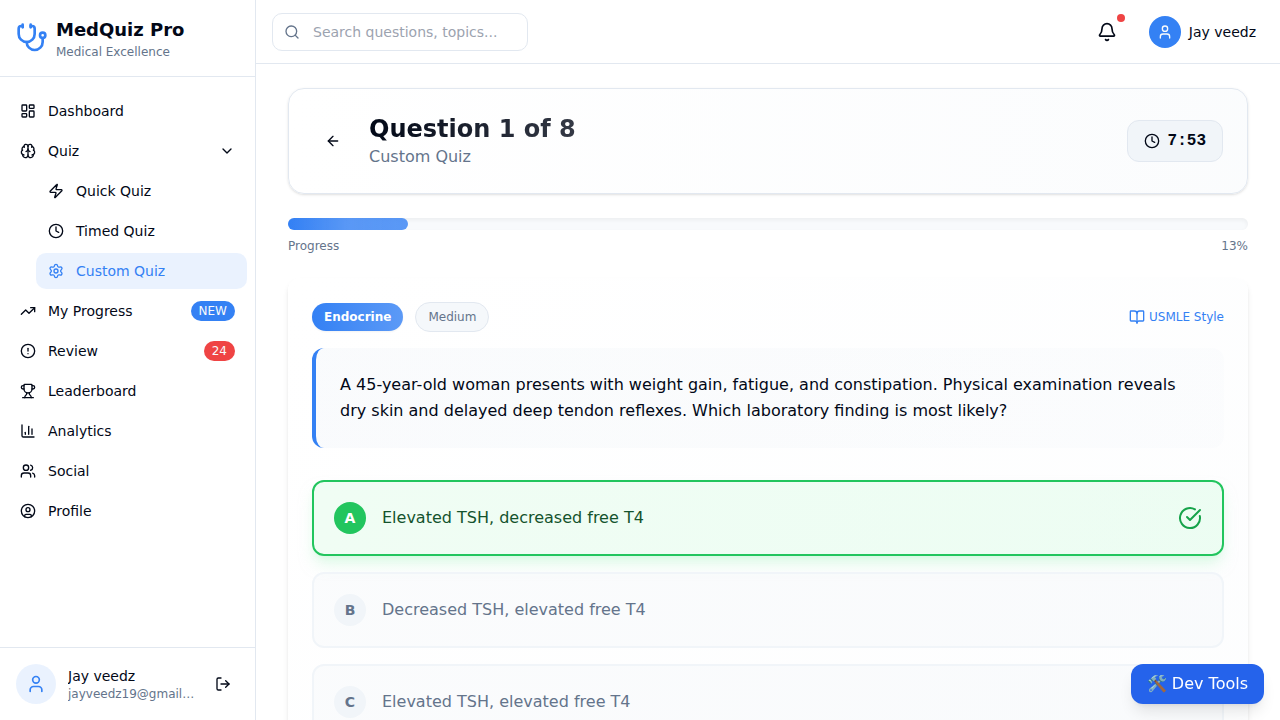 MedQuiz Pro
Medical Excellence
Dashboard
Quiz
Quick Quiz
Timed Quiz
Custom Quiz
My Progress
NEW
Review
24
Leaderboard
Analytics
Social
Profile
Jay veedz
jayveedz19@gmail...
Search questions, topics...
Jay veedz
Question 1 of 8
Custom Quiz
7:53
Progress
13%
Endocrine
Medium
USMLE Style
A 45-year-old woman presents with weight gain, fatigue, and constipation. Physical examination reveals
dry skin and delayed deep tendon reflexes. Which laboratory finding is most likely?
A
Elevated TSH, decreased free T4
B
Decreased TSH, elevated free T4
C
Elevated TSH, elevated free T4
🛠️ Dev Tools